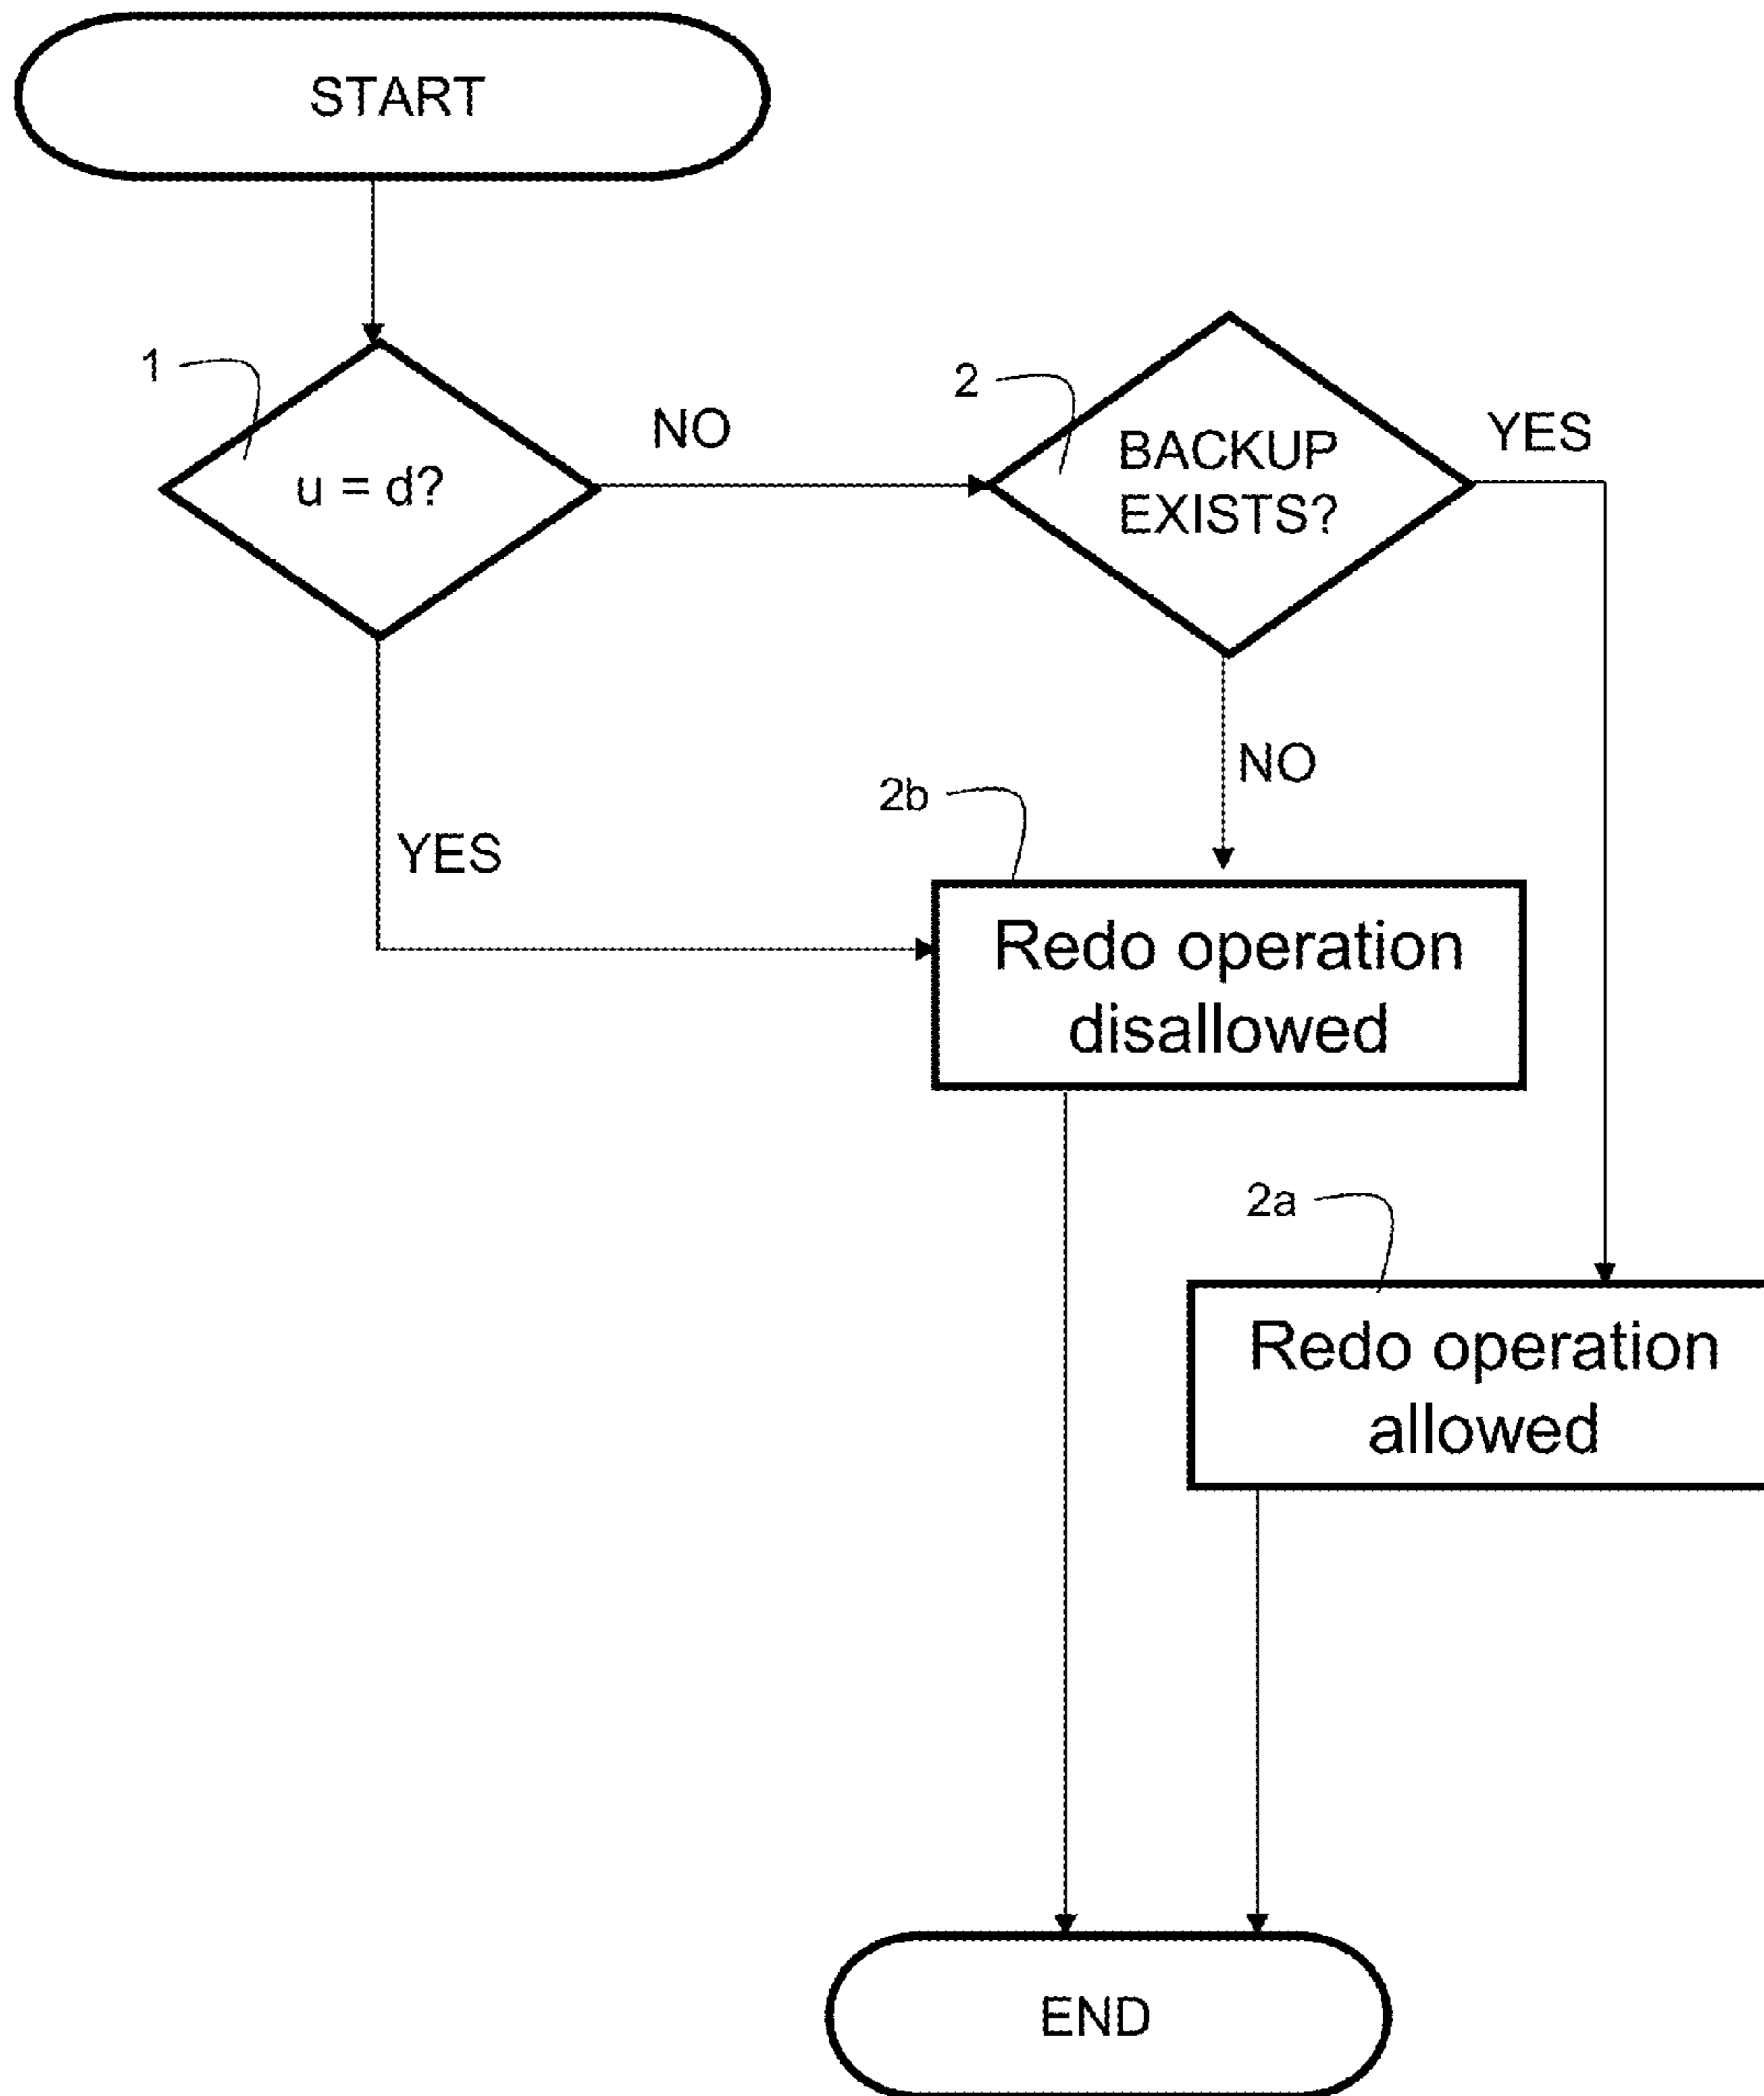 START
1
u = d?
NO
2
BACKUP
EXISTS?
YES
NO
2b
YES
Redo operation
disallowed
2a
Redo operation
allowed
END